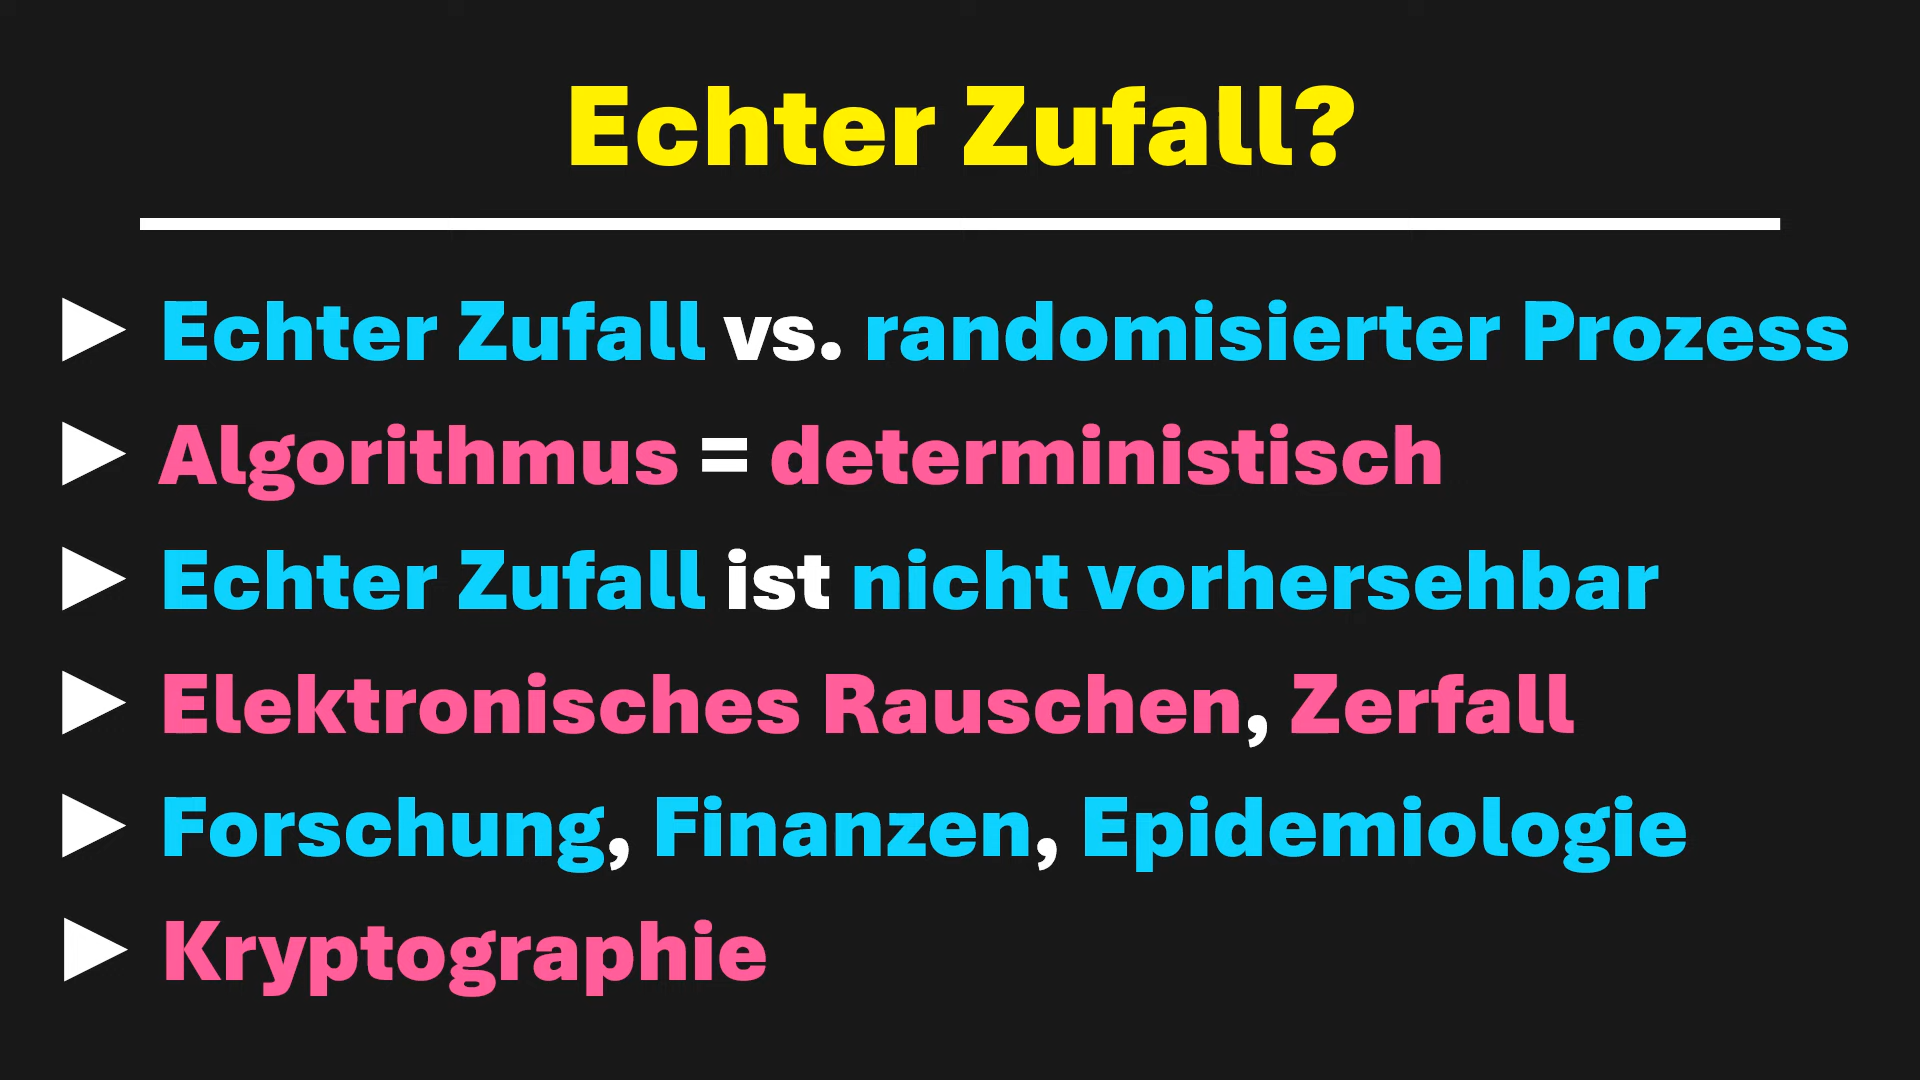 Echter Zufall?
► Echter Zufall vs. randomisierter Prozess
► Algorithmus = deterministisch
► Echter Zufall ist nicht vorhersehbar
► Elektronisches Rauschen, Zerfall
► Forschung, Finanzen, Epidemiologie
► Kryptographie